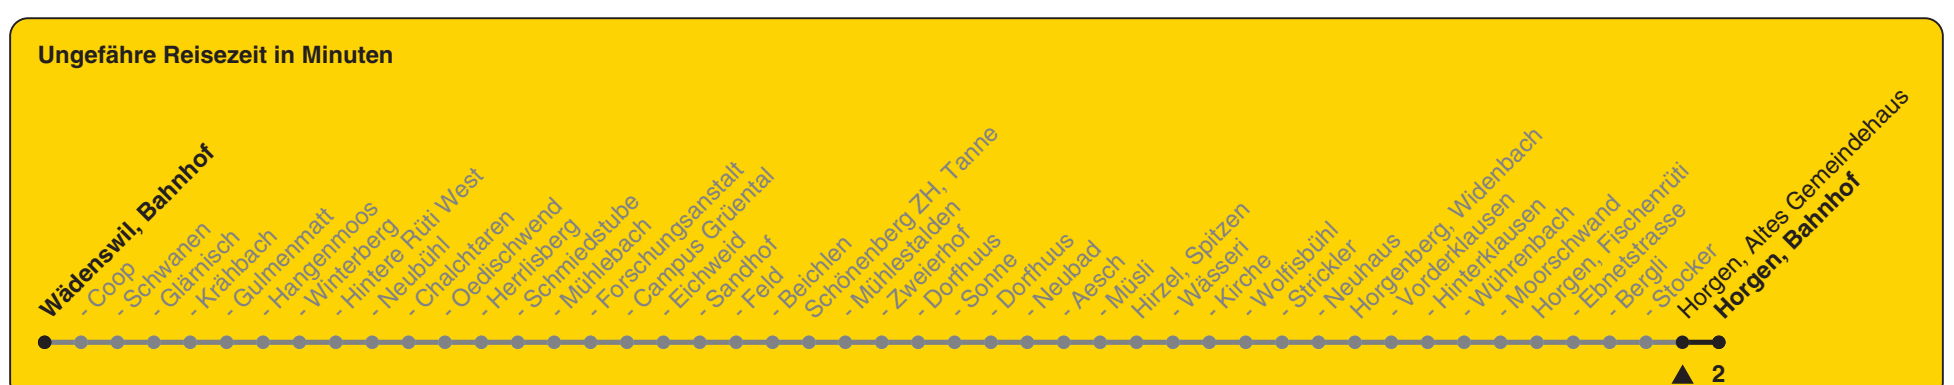 Ungefähre Reisezeit in Minuten
Wädenswil, Bahnhof
- Coop
- Schwanen
- Glärnisch
- Krähbach
- Gulmenmatt
- Hangenmoos
- Winterberg
- Hintere Rüti West
- Neubühl
- Chalchtaren
- Oedischwend
- Herrlisberg
- Schmiedstube
- Mühlebach
- Forschungsanstalt
- Campus Grüental
- Eichweid
- Sandhof
- Feld
- Beichlen
Schönenberg ZH, Tanne
- Mühlestalden
- Zweierhof
- Dorfhuus
- Sonne
- Dorfhuus
- Neubad
- Aesch
- Müsli
Hirzel, Spitzen
- Wässeri
- Kirche
- Wolfisbühl
- Strickler
- Neuhaus
Horgenberg, Widenbach
- Vorderklausen
- Hinterklausen
- Wührenbach
- Moorschwand
Horgen, Fischenrüti
- Ebnetstrasse
- Bergli
- Stocker
Horgen, Altes Gemeindehaus
Horgen, Bahnhof
2